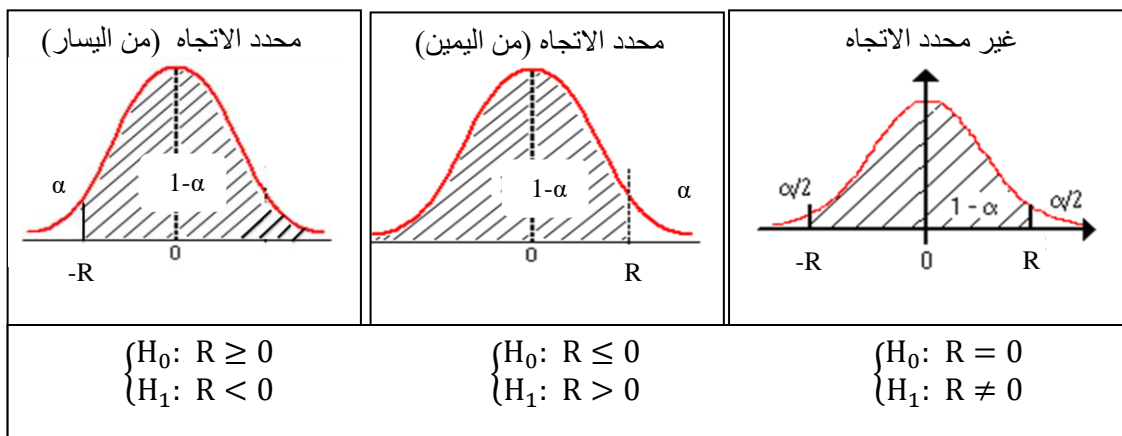 غير محدد الاتجاه
α/2
1 - α
α/2
-R
0
R
H₀: R = 0
H₁: R ≠ 0
محدد الاتجاه (من اليمين)
1-α
α
0
R
H₀: R ≤ 0
H₁: R > 0
محدد الاتجاه (من اليسار)
α
1-α
-R
0
H₀: R ≥ 0
H₁: R < 0